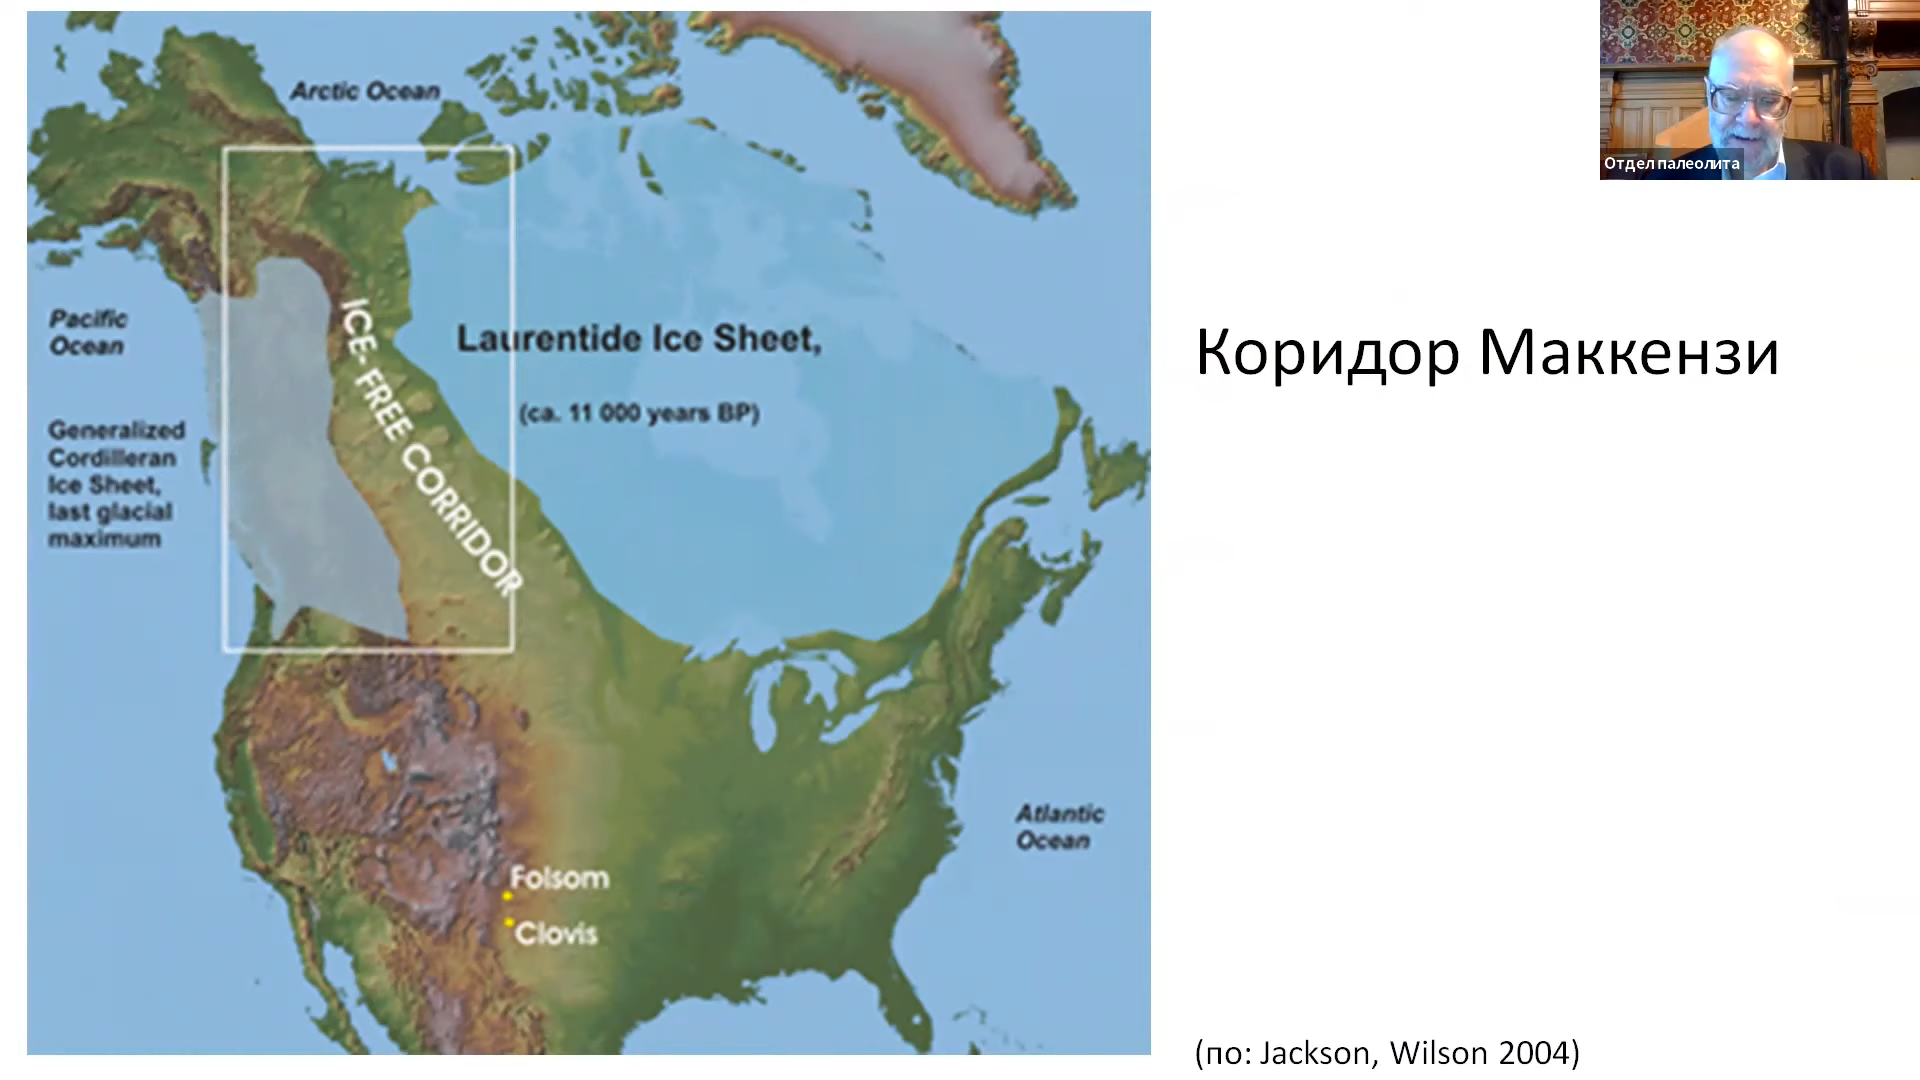 Arctic Ocean
Pacific
Ocean
Generalized
Cordilleran
Ice Sheet,
last glacial
maximum
ICE- FREE CORRIDOR
Laurentide Ice Sheet,
(ca. 11 000 years BP)
Atlantic
Ocean
Folsom
Clovis
Коридор Маккензи
(по: Jackson, Wilson 2004)
Отдел палеолита